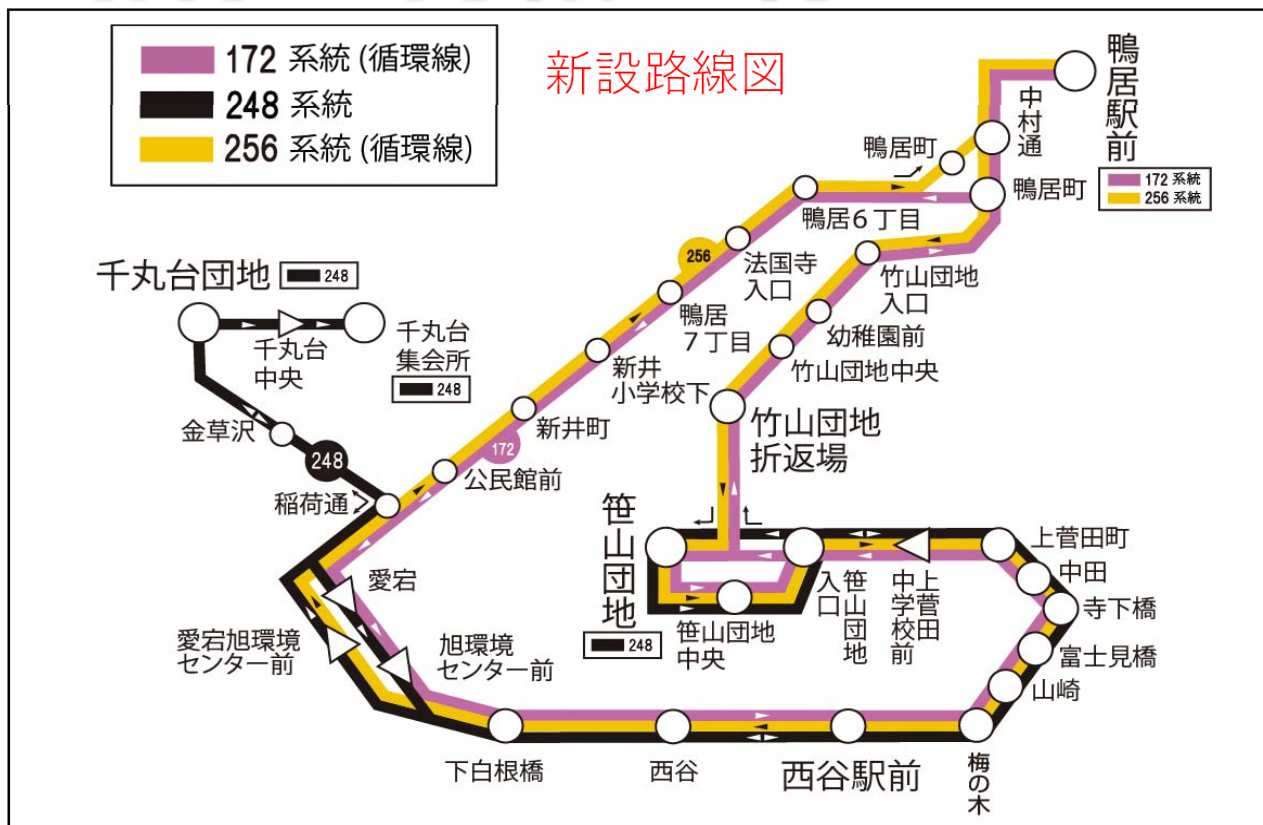 172 系統(循環線)
248 系統
256 系統(循環線)
新設路線図
鴨居駅前
172 系統
256 系統
中村通
鴨居町
鴨居町
鴨居6丁目
法国寺
入口
256
竹山団地
入口
鴨居
7丁目
幼稚園前
竹山団地中央
新井
小学校下
竹山団地
折返場
新井町
172
公民館前
千丸台団地
248
千丸台
中央
千丸台
集会所
248
金草沢
248
稲荷通
愛宕
愛宕旭環境
センター前
旭環境
センター前
笹山団地
248
笹山団地
中央
笹山団地
入口
上菅田
中学校前
上菅田町
中田
寺下橋
富士見橋
山崎
下白根橋
西谷
西谷駅前
梅の木